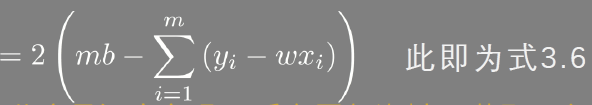 = 2 \left( mb - \sum_{i=1}^{m} (y_i - wx_i) \right) 此即为式3.6